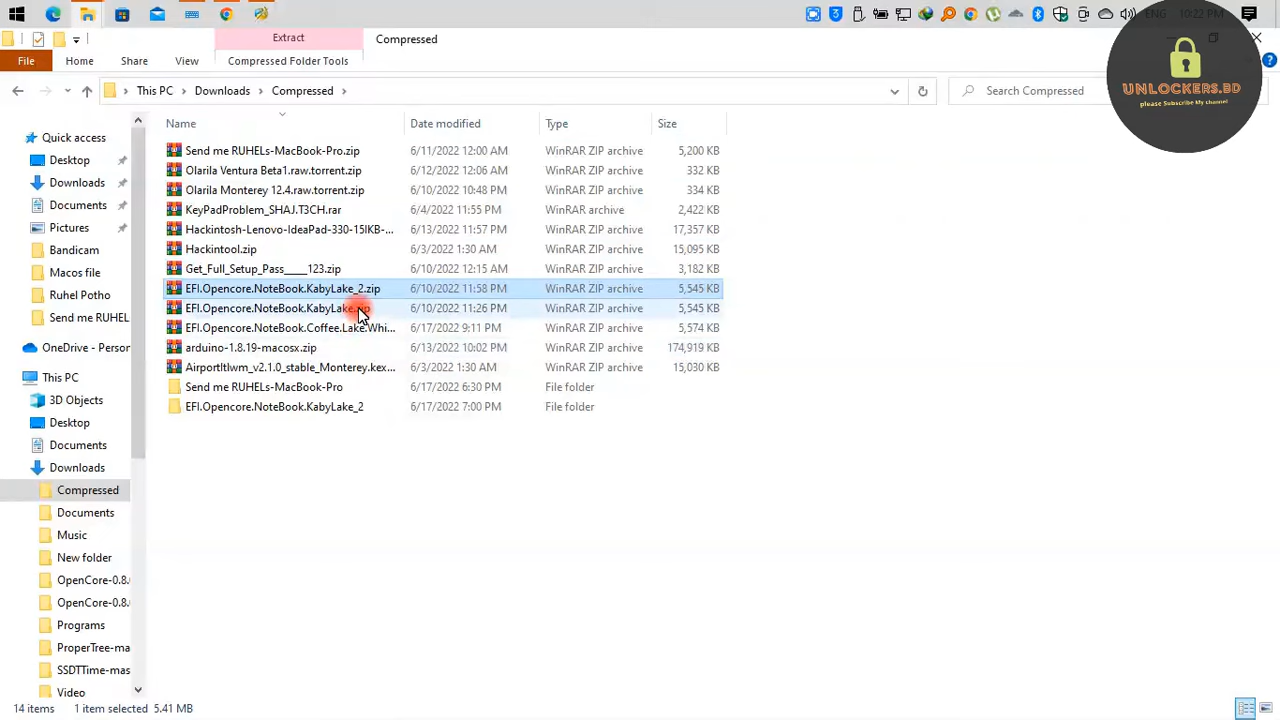 ENG 10:22 PM
Extract
Compressed
File
Home
Share
View
Compressed Folder Tools
This PC
Downloads
Compressed
Search Compressed
UNLOCKERS.BD
please Subscribe My channel
Name
Date modified
Type
Size
Quick access
Desktop
Downloads
Documents
Pictures
Bandicam
Macos file
Ruhel Potho
Send me RUHEL
OneDrive - Person
This PC
3D Objects
Desktop
Documents
Downloads
Compressed
Documents
Music
New folder
OpenCore-0.8.
OpenCore-0.8.
Programs
ProperTree-ma
SSDTTime-mas
Video
Send me RUHELs-MacBook-Pro.zip 6/11/2022 12:00 AM WinRAR ZIP archive 5,200 KB
Olarila Ventura Beta1.raw.torrent.zip 6/12/2022 12:06 AM WinRAR ZIP archive 332 KB
Olarila Monterey 12.4.raw.torrent.zip 6/10/2022 10:48 PM WinRAR ZIP archive 334 KB
KeyPadProblem_SHAJ.T3CH.rar 6/4/2022 11:55 PM WinRAR archive 2,422 KB
Hackintosh-Lenovo-IdeaPad-330-15IKB-... 6/13/2022 11:57 PM WinRAR ZIP archive 17,357 KB
Hackintool.zip 6/3/2022 1:30 AM WinRAR ZIP archive 15,095 KB
Get_Full_Setup_Pass____123.zip 6/10/2022 12:15 AM WinRAR ZIP archive 3,182 KB
EFI.Opencore.NoteBook.KabyLake_2.zip 6/10/2022 11:58 PM WinRAR ZIP archive 5,545 KB
EFI.Opencore.NoteBook.KabyLake.zip 6/10/2022 11:26 PM WinRAR ZIP archive 5,545 KB
EFI.Opencore.NoteBook.Coffee.Lake.Whi... 6/17/2022 9:11 PM WinRAR ZIP archive 5,574 KB
arduino-1.8.19-macosx.zip 6/13/2022 10:02 PM WinRAR ZIP archive 174,919 KB
AirportItlwm_v2.1.0_stable_Monterey.kex... 6/3/2022 1:30 AM WinRAR ZIP archive 15,030 KB
Send me RUHELs-MacBook-Pro 6/17/2022 6:30 PM File folder
EFI.Opencore.NoteBook.KabyLake_2 6/17/2022 7:00 PM File folder
14 items 1 item selected 5.41 MB